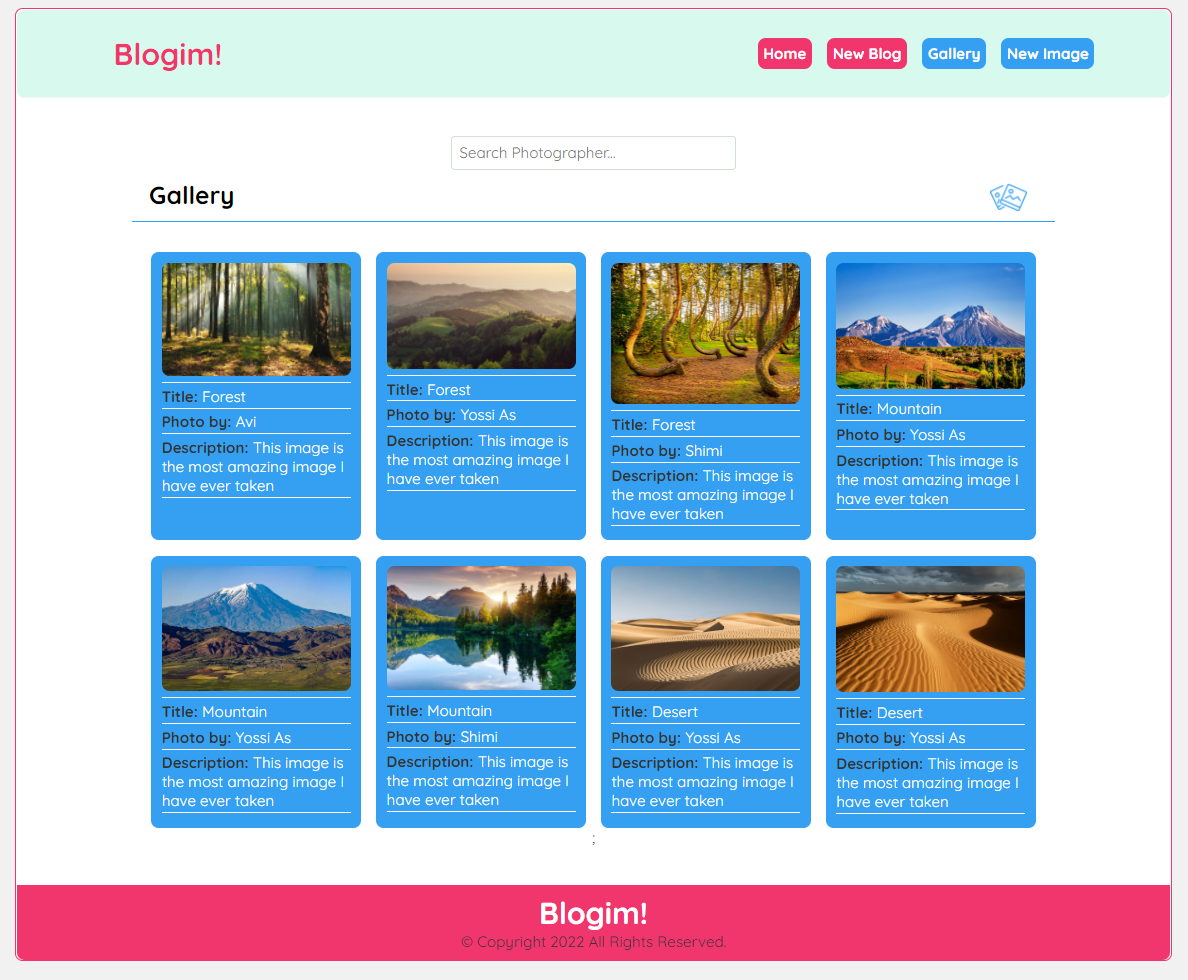 Blogim!
Home New Blog Gallery New Image
Search Photographer...
Gallery
Title: Forest
Photo by: Avi
Description: This image is
the most amazing image I
have ever taken
Title: Forest
Photo by: Yossi As
Description: This image is
the most amazing image I
have ever taken
Title: Forest
Photo by: Shimi
Description: This image is
the most amazing image I
have ever taken
Title: Mountain
Photo by: Yossi As
Description: This image is
the most amazing image I
have ever taken
Title: Mountain
Photo by: Yossi As
Description: This image is
the most amazing image I
have ever taken
Title: Mountain
Photo by: Shimi
Description: This image is
the most amazing image I
have ever taken
Title: Desert
Photo by: Yossi As
Description: This image is
the most amazing image I
have ever taken
Title: Desert
Photo by: Yossi As
Description: This image is
the most amazing image I
have ever taken
;
Blogim!
© Copyright 2022 All Rights Reserved.